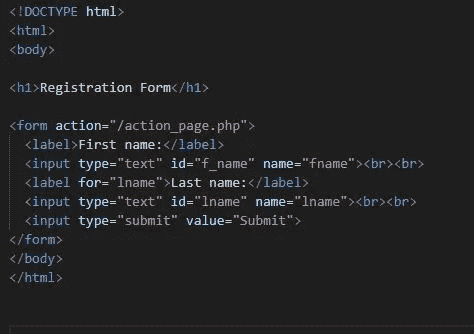 <!DOCTYPE html>
<html>
<body>
<h1>Registration Form</h1>
<form action="/action_page.php">
<label>First name:</label>
<input type="text" id="f_name" name="fname"><br><br>
<label for="lname">Last name:</label>
<input type="text" id="lname" name="lname"><br><br>
<input type="submit" value="Submit">
</form>
</body>
</html>